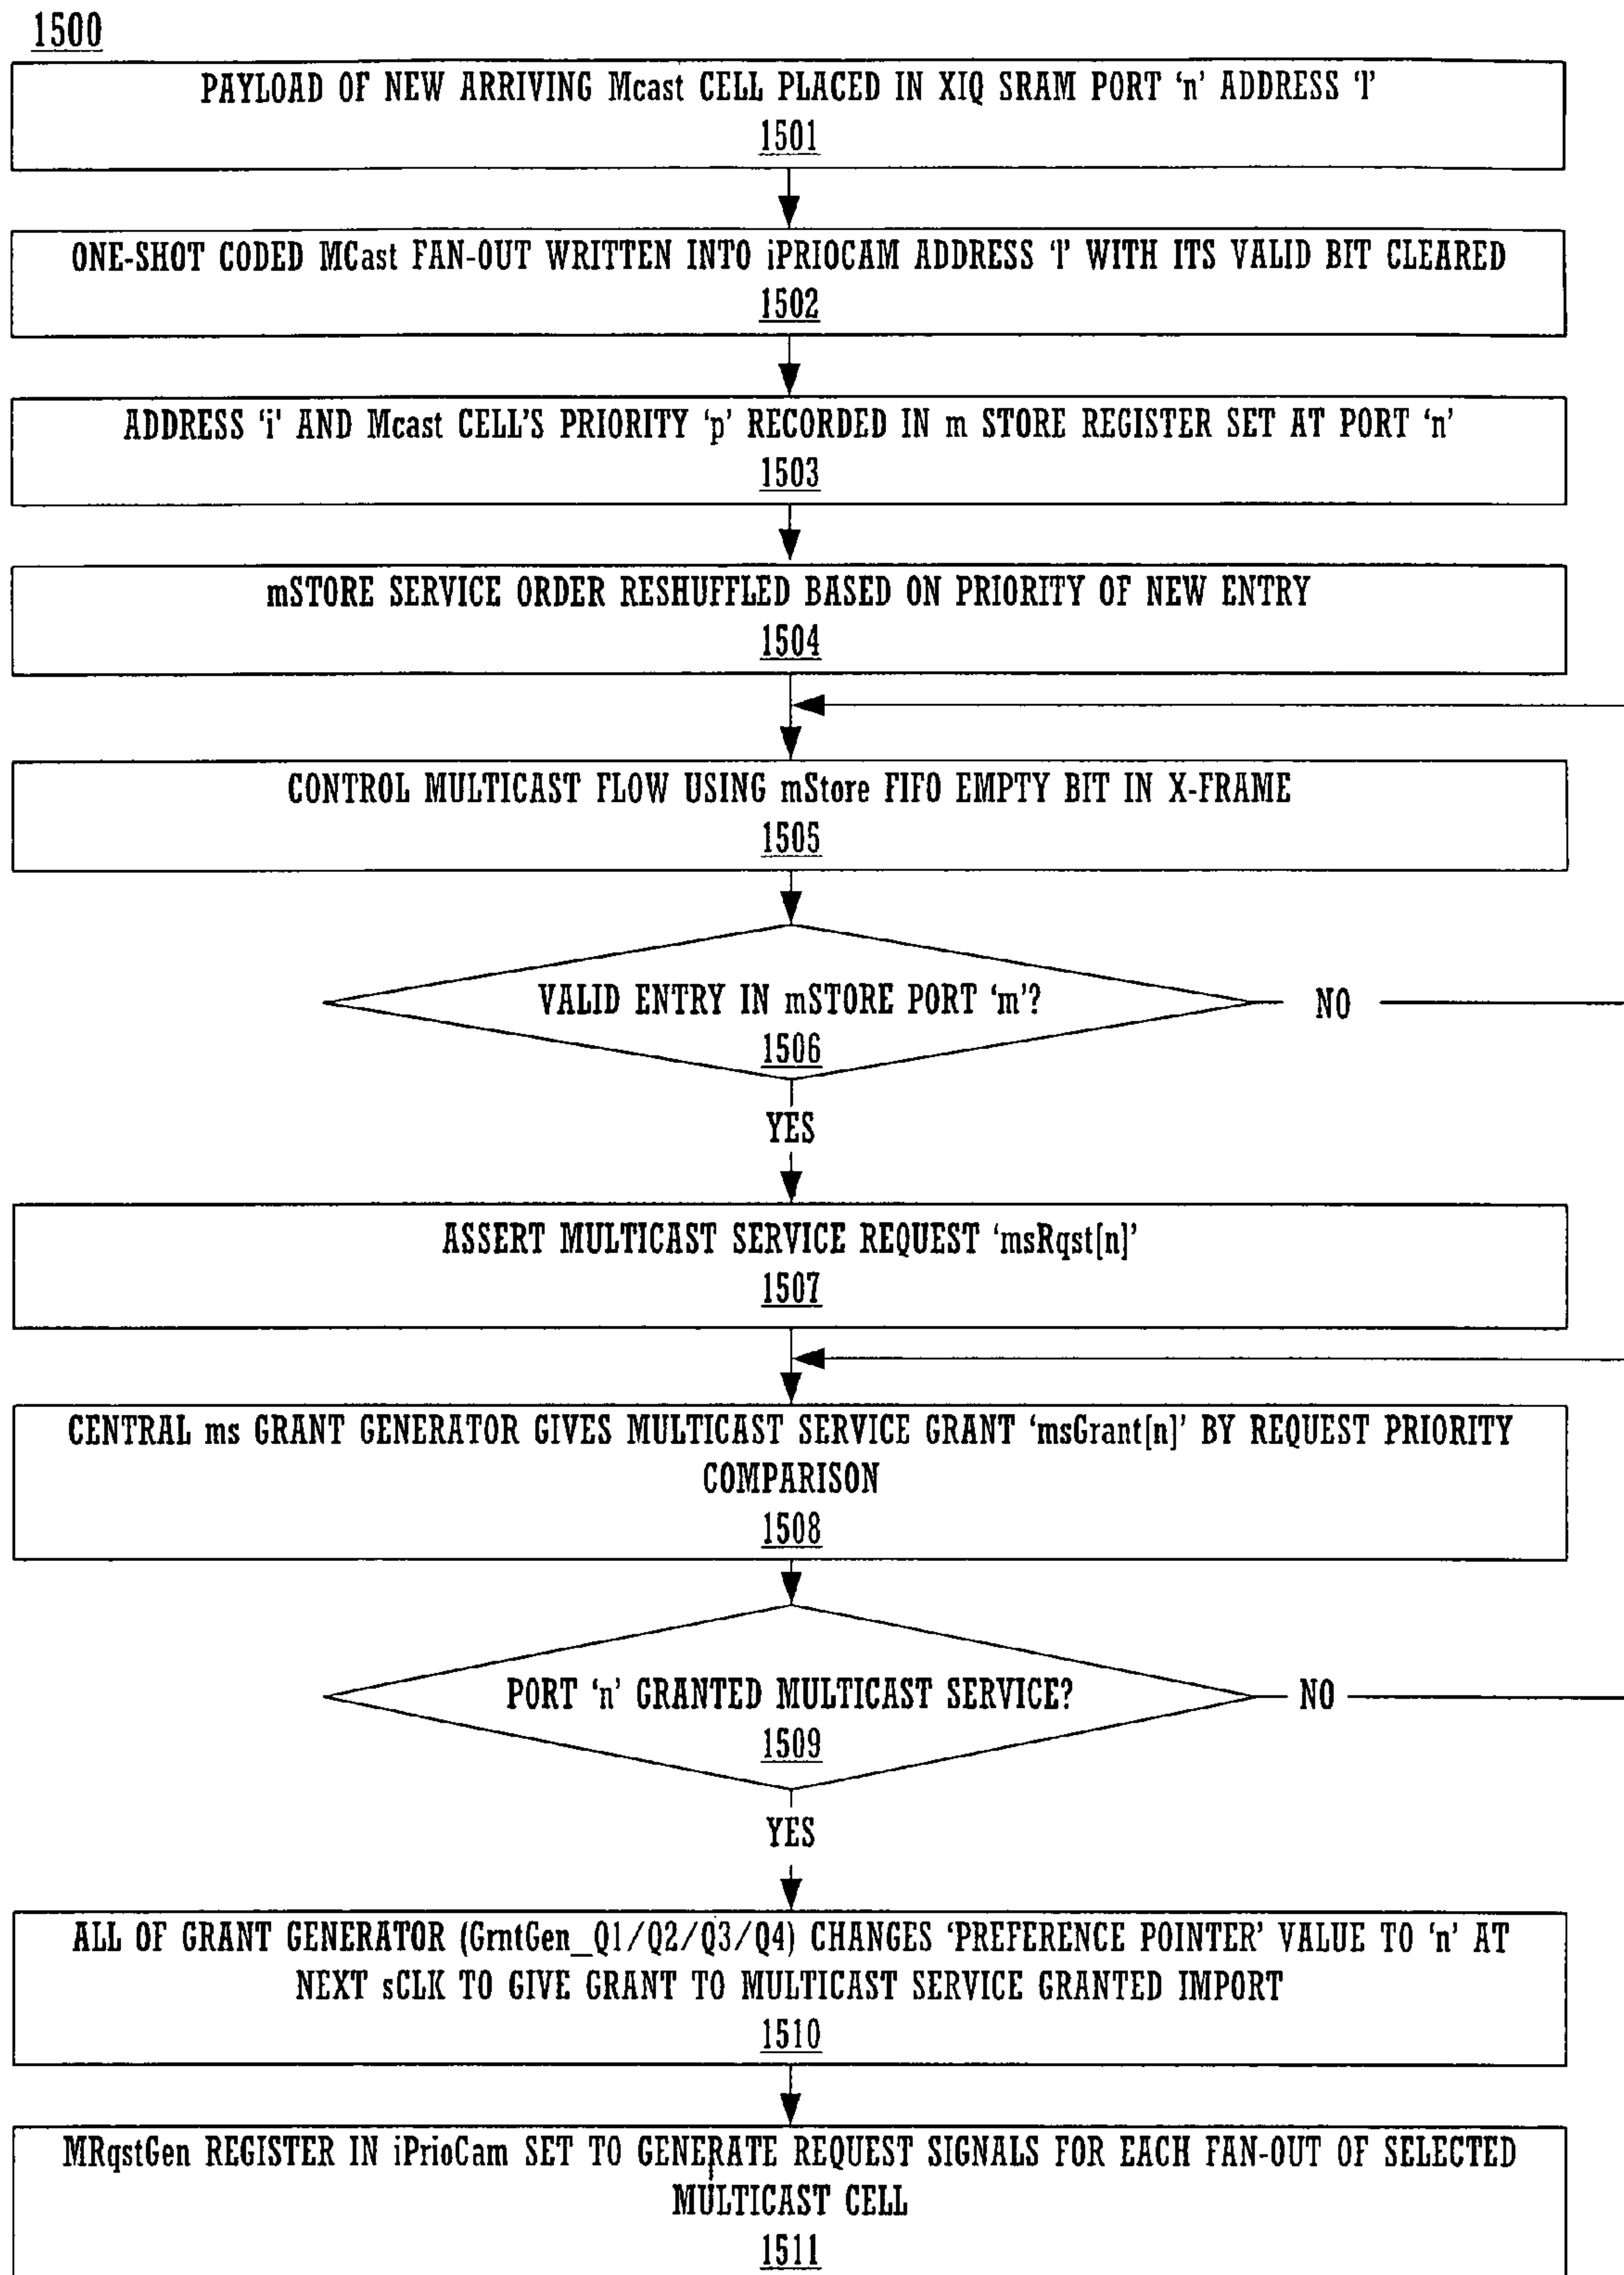 1500
PAYLOAD OF NEW ARRIVING Mcast CELL PLACED IN XIQ SRAM PORT 'n' ADDRESS 'l'
1501
ONE-SHOT CODED MCast FAN-OUT WRITTEN INTO iPRIOCAM ADDRESS 'l' WITH ITS VALID BIT CLEARED
1502
ADDRESS 'i' AND Mcast CELL'S PRIORITY 'p' RECORDED IN m STORE REGISTER SET AT PORT 'n'
1503
mSTORE SERVICE ORDER RESHUFFLED BASED ON PRIORITY OF NEW ENTRY
1504
CONTROL MULTICAST FLOW USING mStore FIFO EMPTY BIT IN X-FRAME
1505
VALID ENTRY IN mSTORE PORT 'm'?
1506
NO
YES
ASSERT MULTICAST SERVICE REQUEST 'msRqst[n]'
1507
CENTRAL ms GRANT GENERATOR GIVES MULTICAST SERVICE GRANT 'msGrant[n]' BY REQUEST PRIORITY
COMPARISON
1508
PORT 'n' GRANTED MULTICAST SERVICE?
1509
NO
YES
ALL OF GRANT GENERATOR (GrntGen_Q1/Q2/Q3/Q4) CHANGES 'PREFERENCE POINTER' VALUE TO 'n' AT
NEXT sCLK TO GIVE GRANT TO MULTICAST SERVICE GRANTED IMPORT
1510
MRqstGen REGISTER IN iPrioCam SET TO GENERATE REQUEST SIGNALS FOR EACH FAN-OUT OF SELECTED
MULTICAST CELL
1511